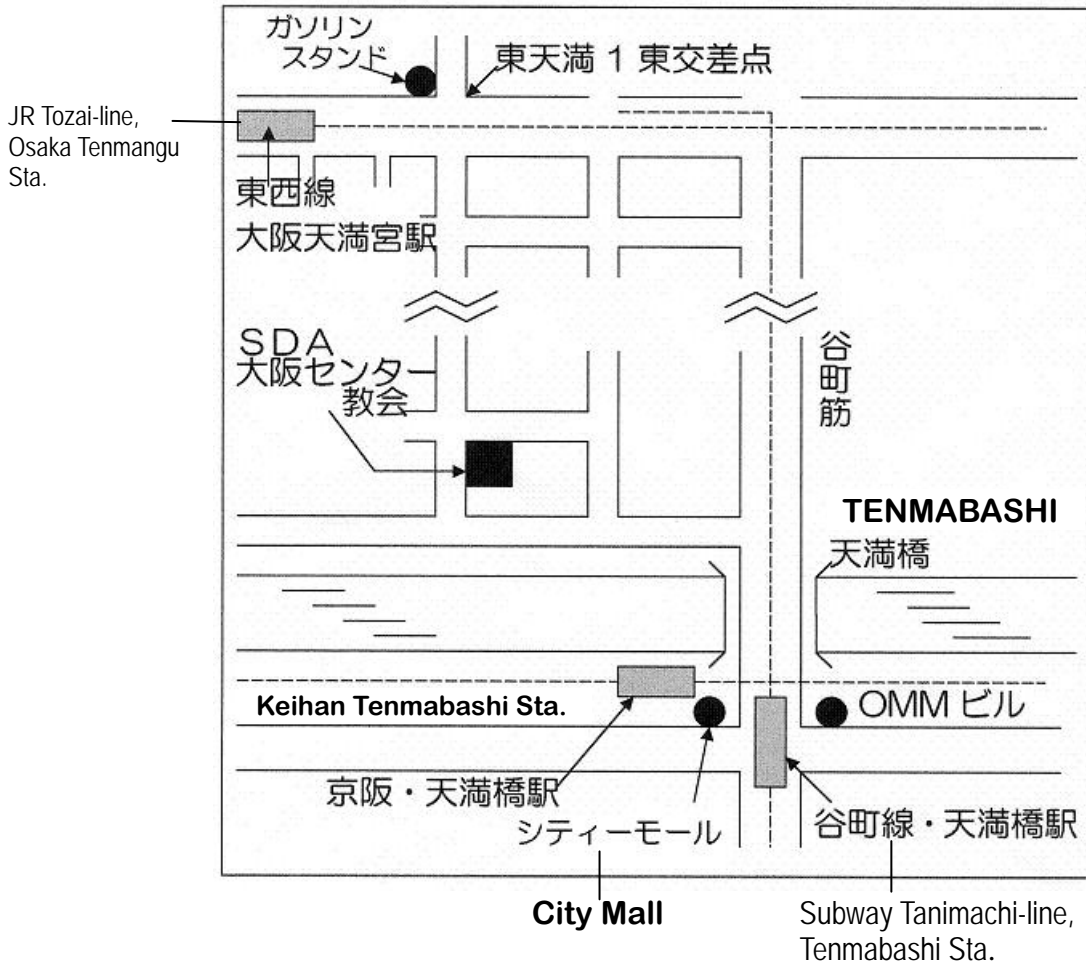 ガソリン
スタンド
東天満 1 東交差点
JR Tozai-line,
Osaka Tenmangu
Sta.
東西線
大阪天満宮駅
SDA
大阪センター
教会
谷町筋
TENMABASHI
天満橋
Keihan Tenmabashi Sta.
OMM ビル
京阪・天満橋駅
シティーモール
谷町線・天満橋駅
City Mall
Subway Tanimachi-line,
Tenmabashi Sta.